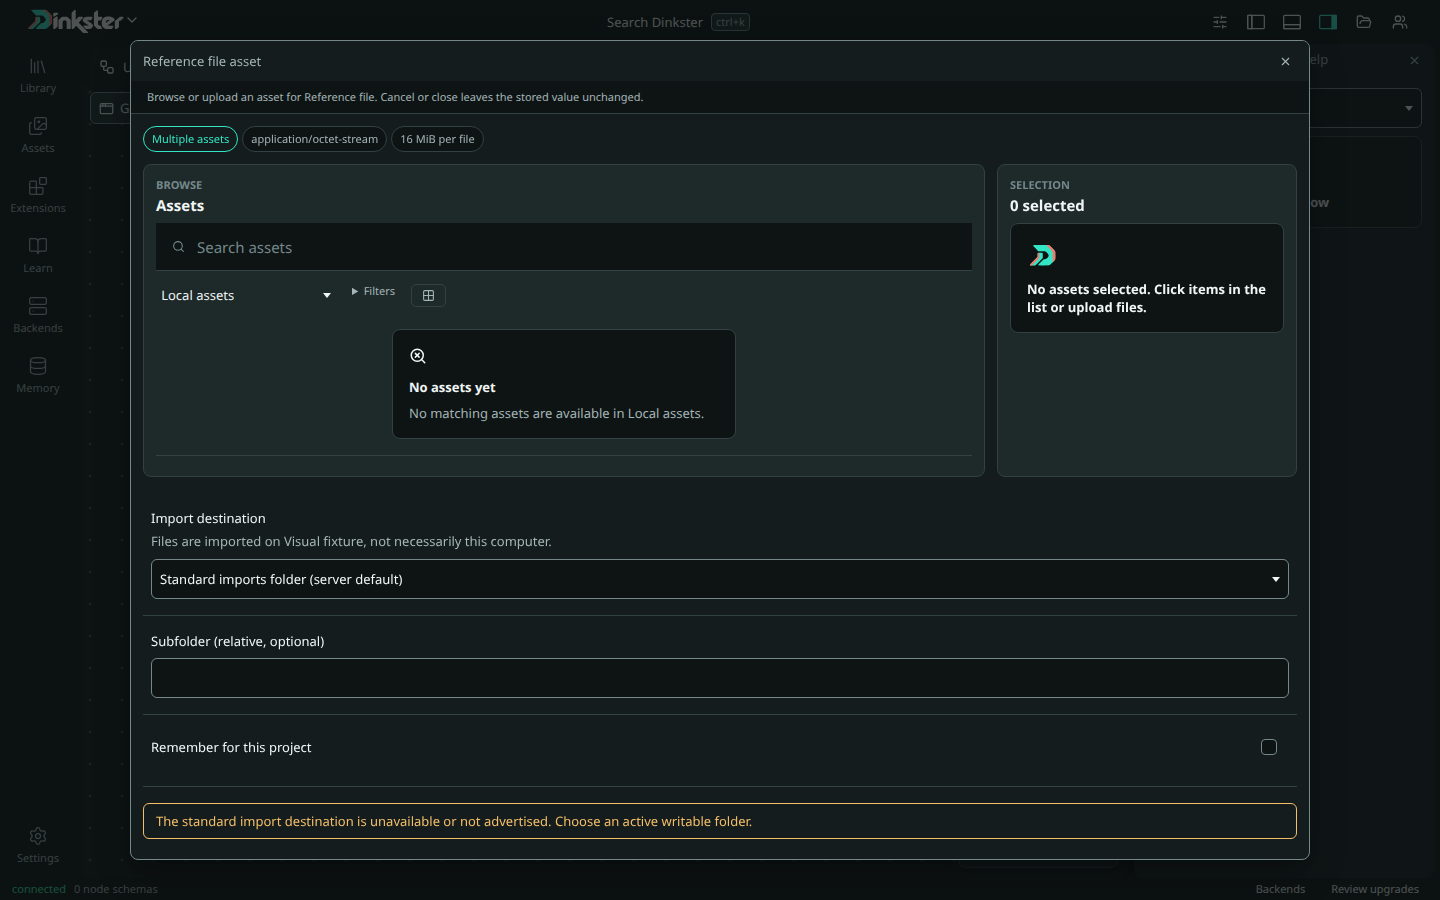 Dinkster
Search Dinkster ctrl+k
Library
Assets
Extensions
Learn
Backends
Memory
Settings
Reference file asset
Browse or upload an asset for Reference file. Cancel or close leaves the stored value unchanged.
Multiple assets
application/octet-stream
16 MiB per file
BROWSE
Assets
Search assets
Local assets
Filters
No assets yet
No matching assets are available in Local assets.
SELECTION
0 selected
No assets selected. Click items in the
list or upload files.
Import destination
Files are imported on Visual fixture, not necessarily this computer.
Standard imports folder (server default)
Subfolder (relative, optional)
Remember for this project
The standard import destination is unavailable or not advertised. Choose an active writable folder.
connected 0 node schemas
Backends
Review upgrades